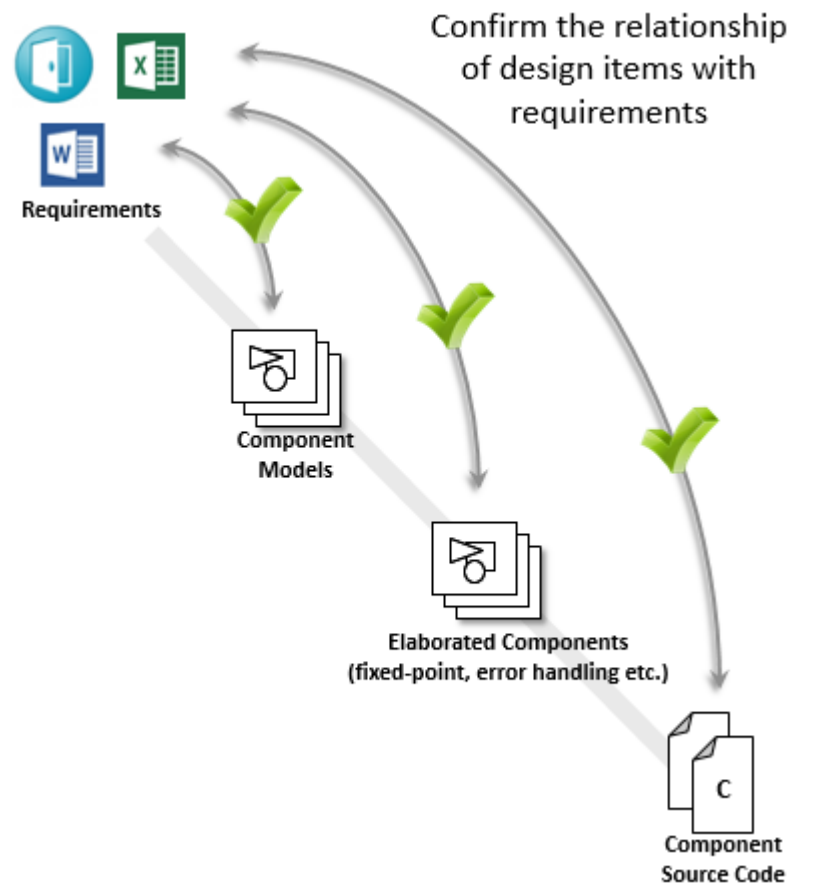 Confirm the relationship
of design items with
requirements
X
W
Requirements
Component
Models
Elaborated Components
(fixed-point, error handling etc.)
C
Component
Source Code